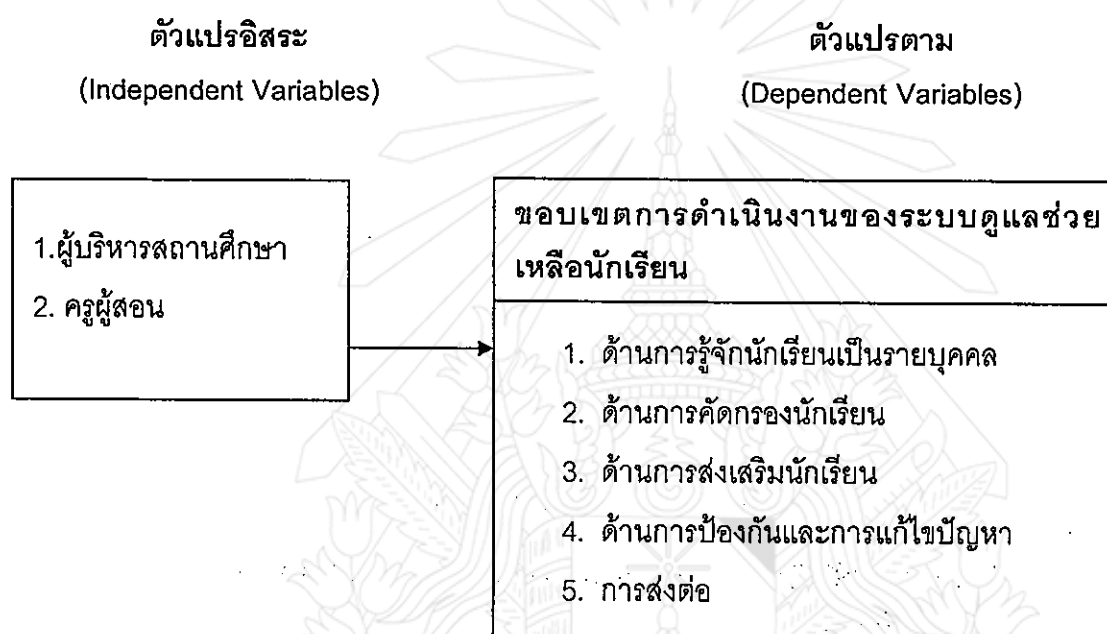 ตัวแปรอิสระ
(Independent Variables)
ตัวแปรตาม
(Dependent Variables)
1.ผู้บริหารสถานศึกษา
2. ครูผู้สอน
ขอบเขตการดำเนินงานของระบบดูแลช่วย
เหลือนักเรียน
1. ด้านการรู้จักนักเรียนเป็นรายบุคคล
2. ด้านการคัดกรองนักเรียน
3. ด้านการส่งเสริมนักเรียน
4. ด้านการป้องกันและการแก้ไขปัญหา
5. การส่งต่อ